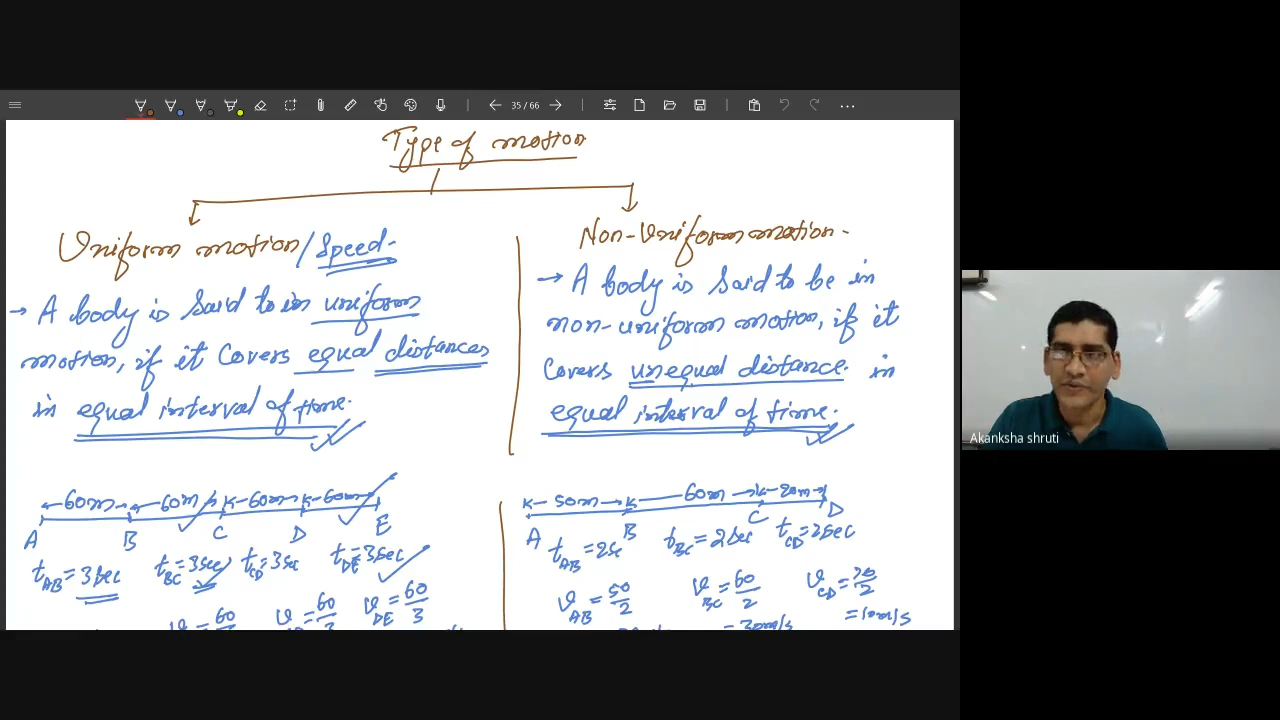 35 / 66
Type of motion
Uniform motion/Speed-
→ A body is said to in uniform
motion, if it Covers equal distances
in equal interval of time.
60m 60m 60m 60m
A B C D E
tAB = 3sec tBC = 3sec tCD = 3sec tDE = 3sec
60/3 vDE = 60/3
Non-Uniform motion-
→ A body is said to be in
non-uniform motion, if it
Covers unequal distance in
equal interval of time.
50m 60m 20m
A B C D
tAB = 2sec tBC = 2sec tCD = 2sec
vAB = 50/2 vBC = 60/2 vCD = 20/2
= 30m/s = 10m/s
Akanksha shruti